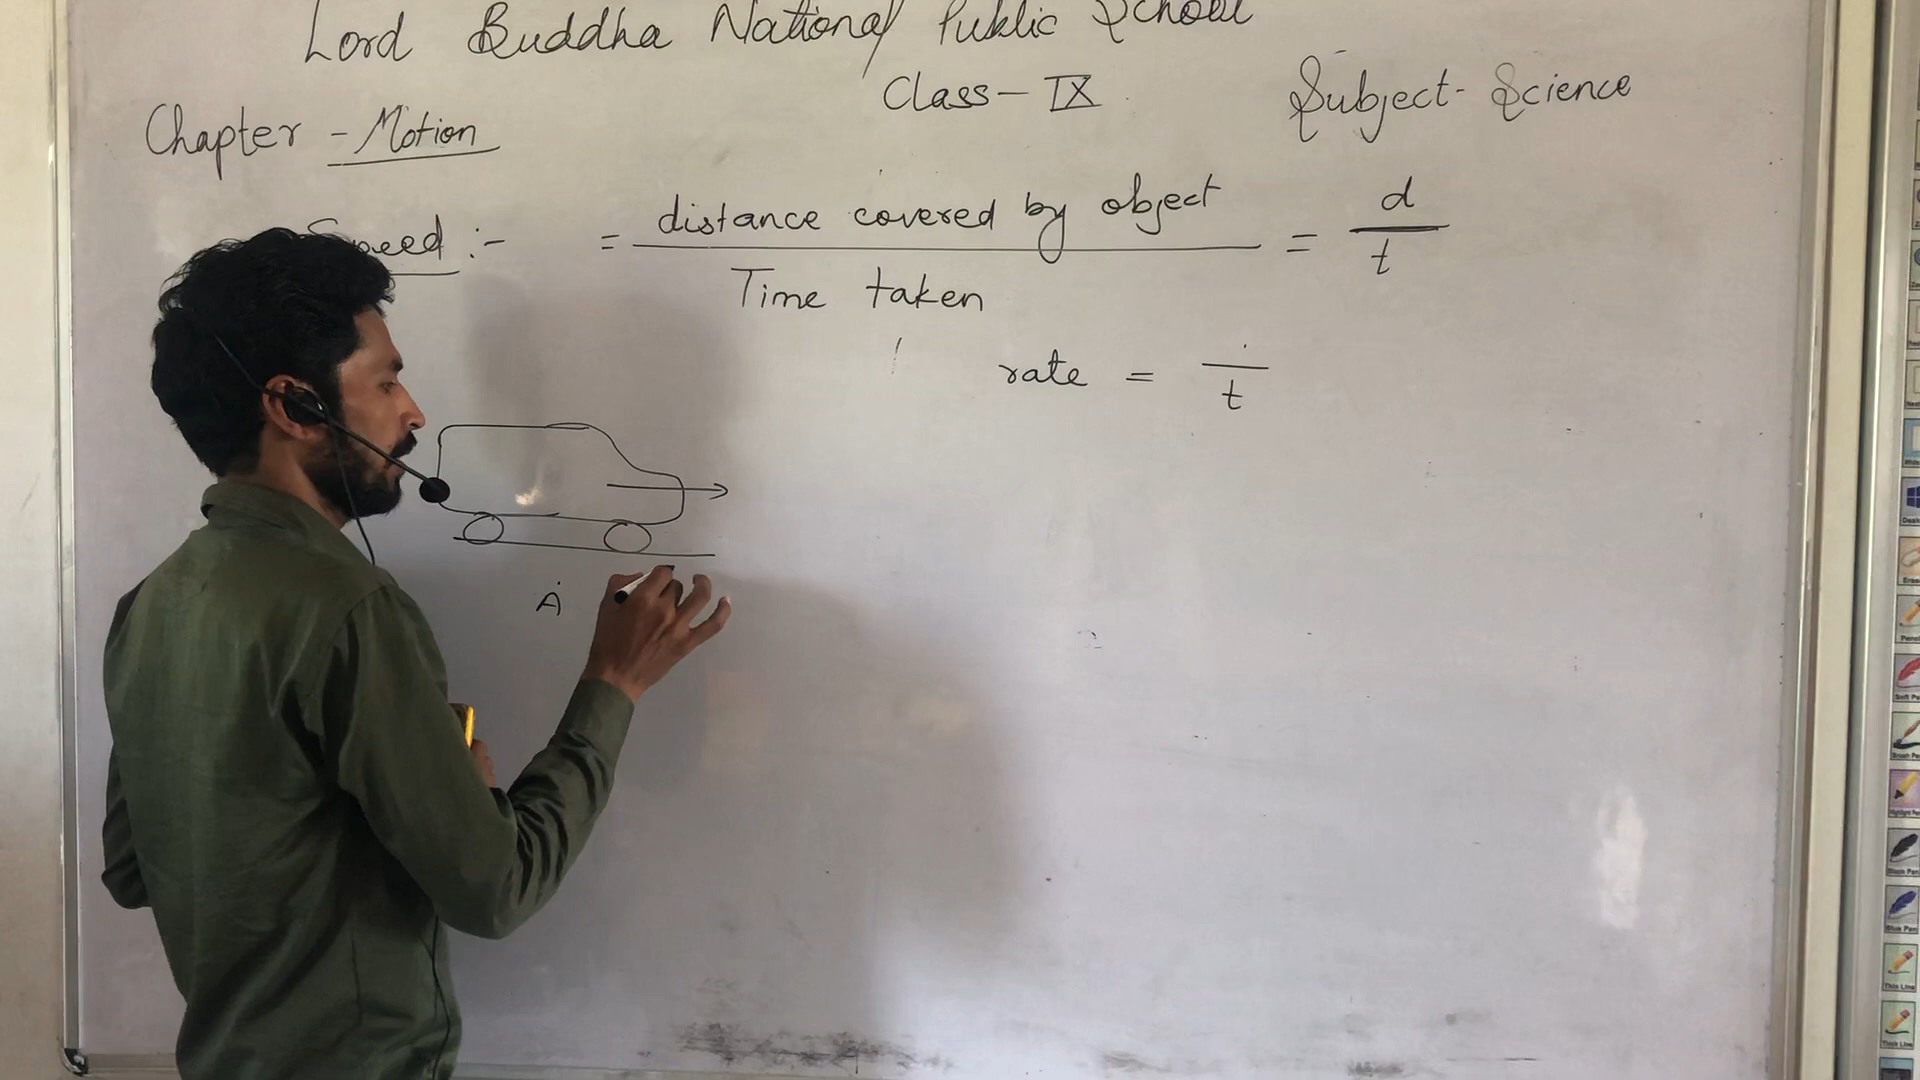 Lord Buddha National Public School
Class - IX
Subject - Science
Chapter - Motion
Speed :- = distance covered by object = d
Time taken t
rate = t
A